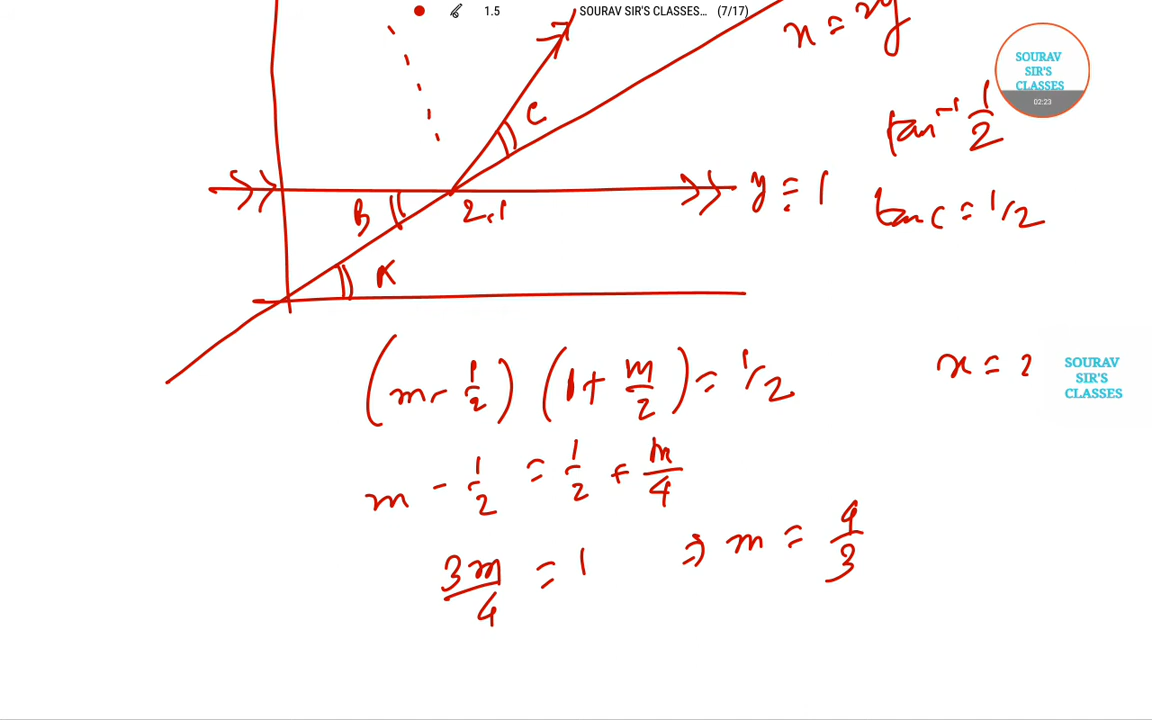 1.5 SOURAV SIR'S CLASSES... (7/17)
x = 2y
SOURAV
SIR'S
CLASSES
02:23
C
tan⁻¹ 1/2
B
2,1
y = 1
tan C = 1/2
(m - 1/2) (1 + m/2) = 1/2
x = 2
SOURAV
SIR'S
CLASSES
m - 1/2 = 1/2 + m/4
3m/4 = 1 ⇒ m = 4/3